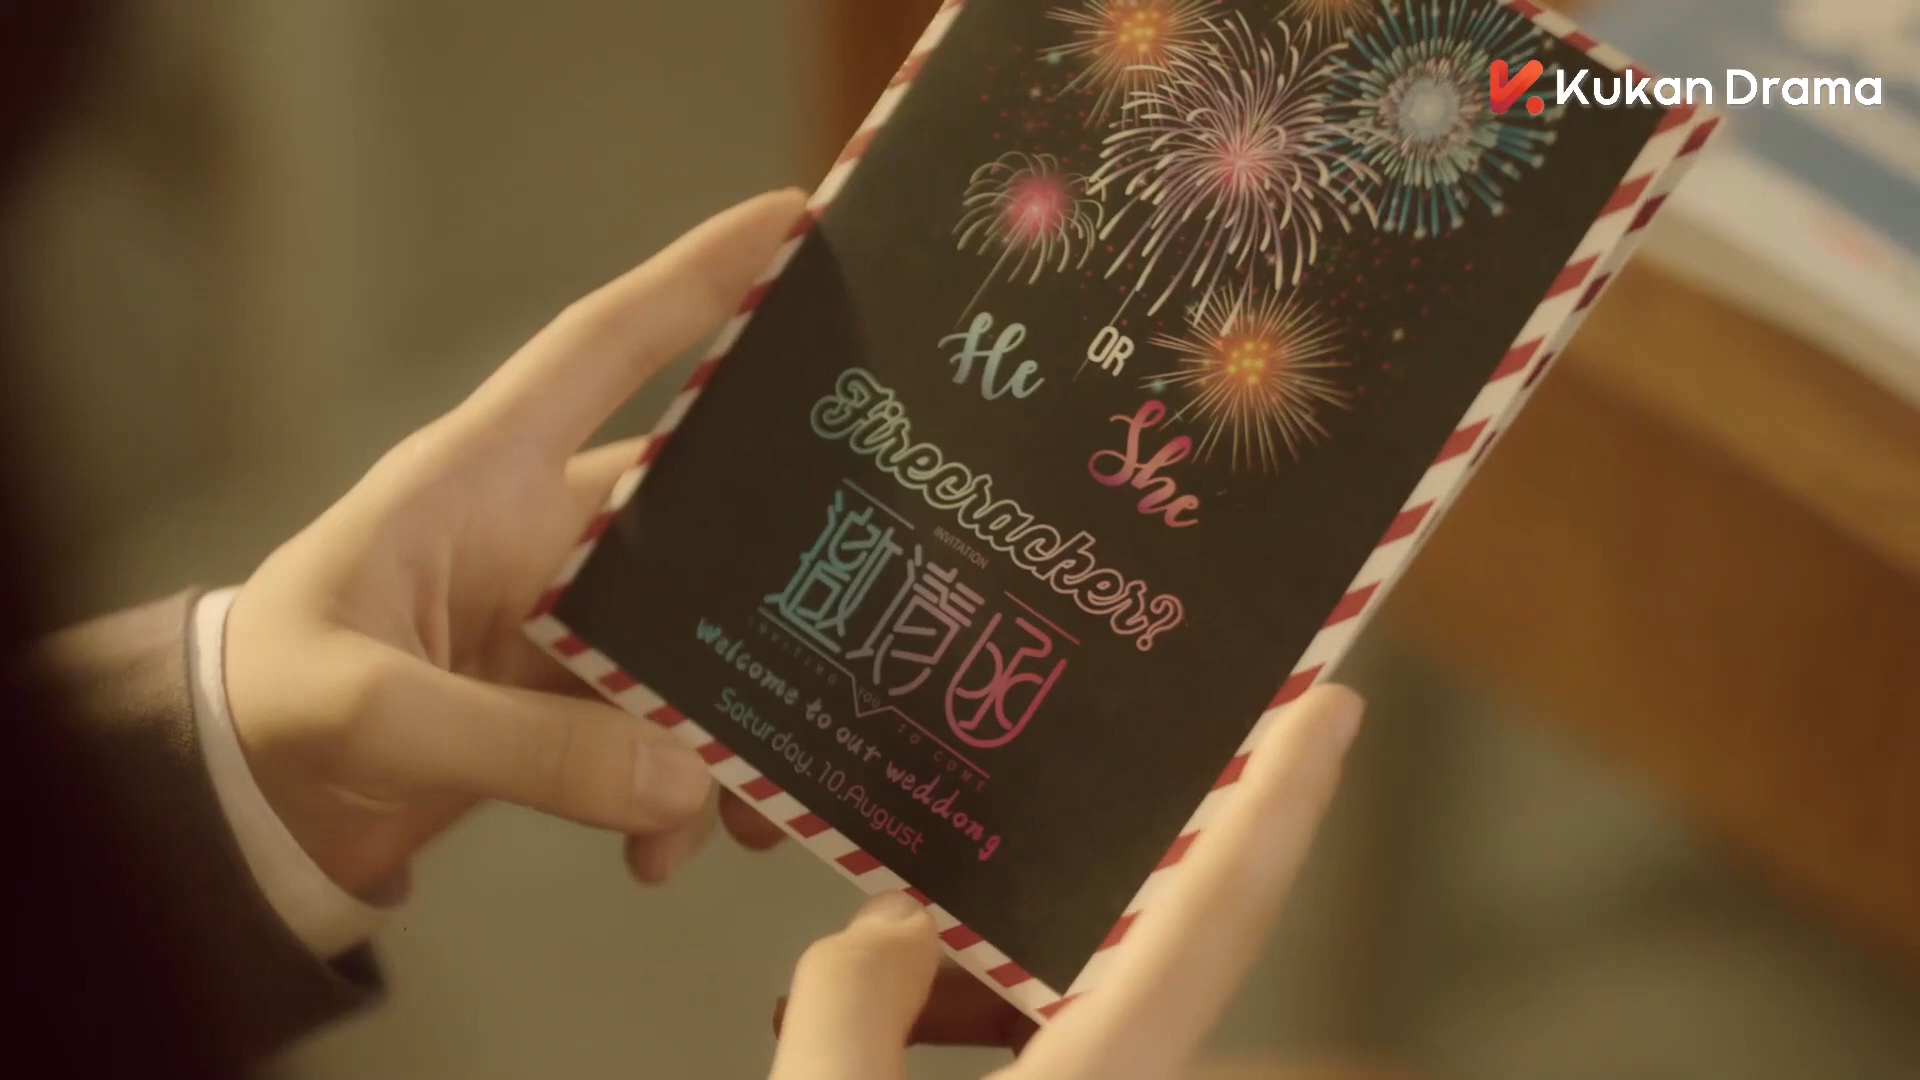 Kukan Drama
He OR She
Firecracker?
INVITATION
邀请函
INVITING YOU TO COME
welcome to our weddong
Saturday. 10.August